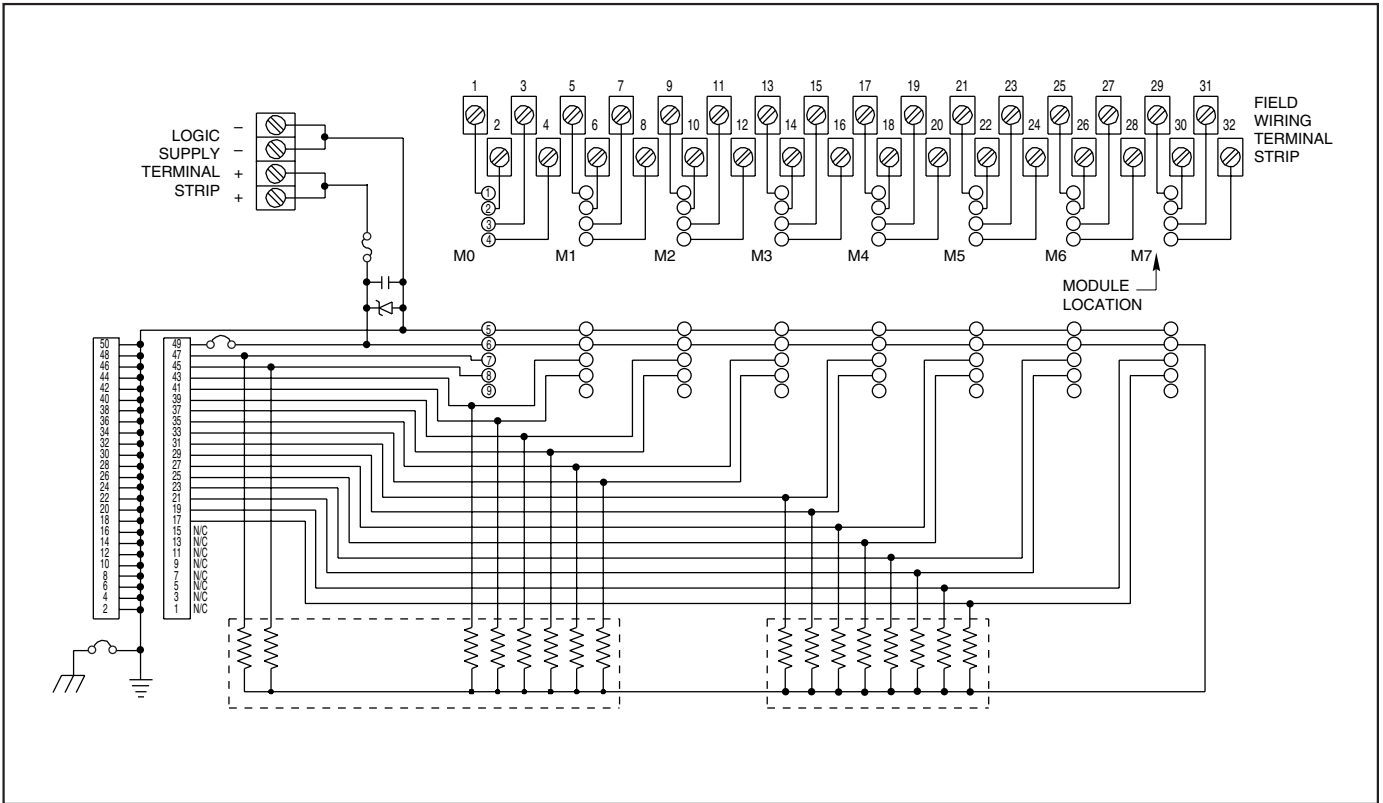 1 3 5 7 9 11 13 15 17 19 21 23 25 27 29 31
2 4 6 8 10 12 14 16 18 20 22 24 26 28 30 32
FIELD
WIRING
TERMINAL
STRIP
LOGIC
SUPPLY
TERMINAL
STRIP
–
–
+
+
1
2
3
4
M0 M1 M2 M3 M4 M5 M6 M7
MODULE
LOCATION
5
6
7
8
9
50
48
46
44
42
40
38
36
34
32
30
28
26
24
22
20
18
16
14
12
10
8
6
4
2
49
47
45
43
41
39
37
35
33
31
29
27
25
23
21
19
17
15 N/C
13 N/C
11 N/C
9 N/C
7 N/C
5 N/C
3 N/C
1 N/C